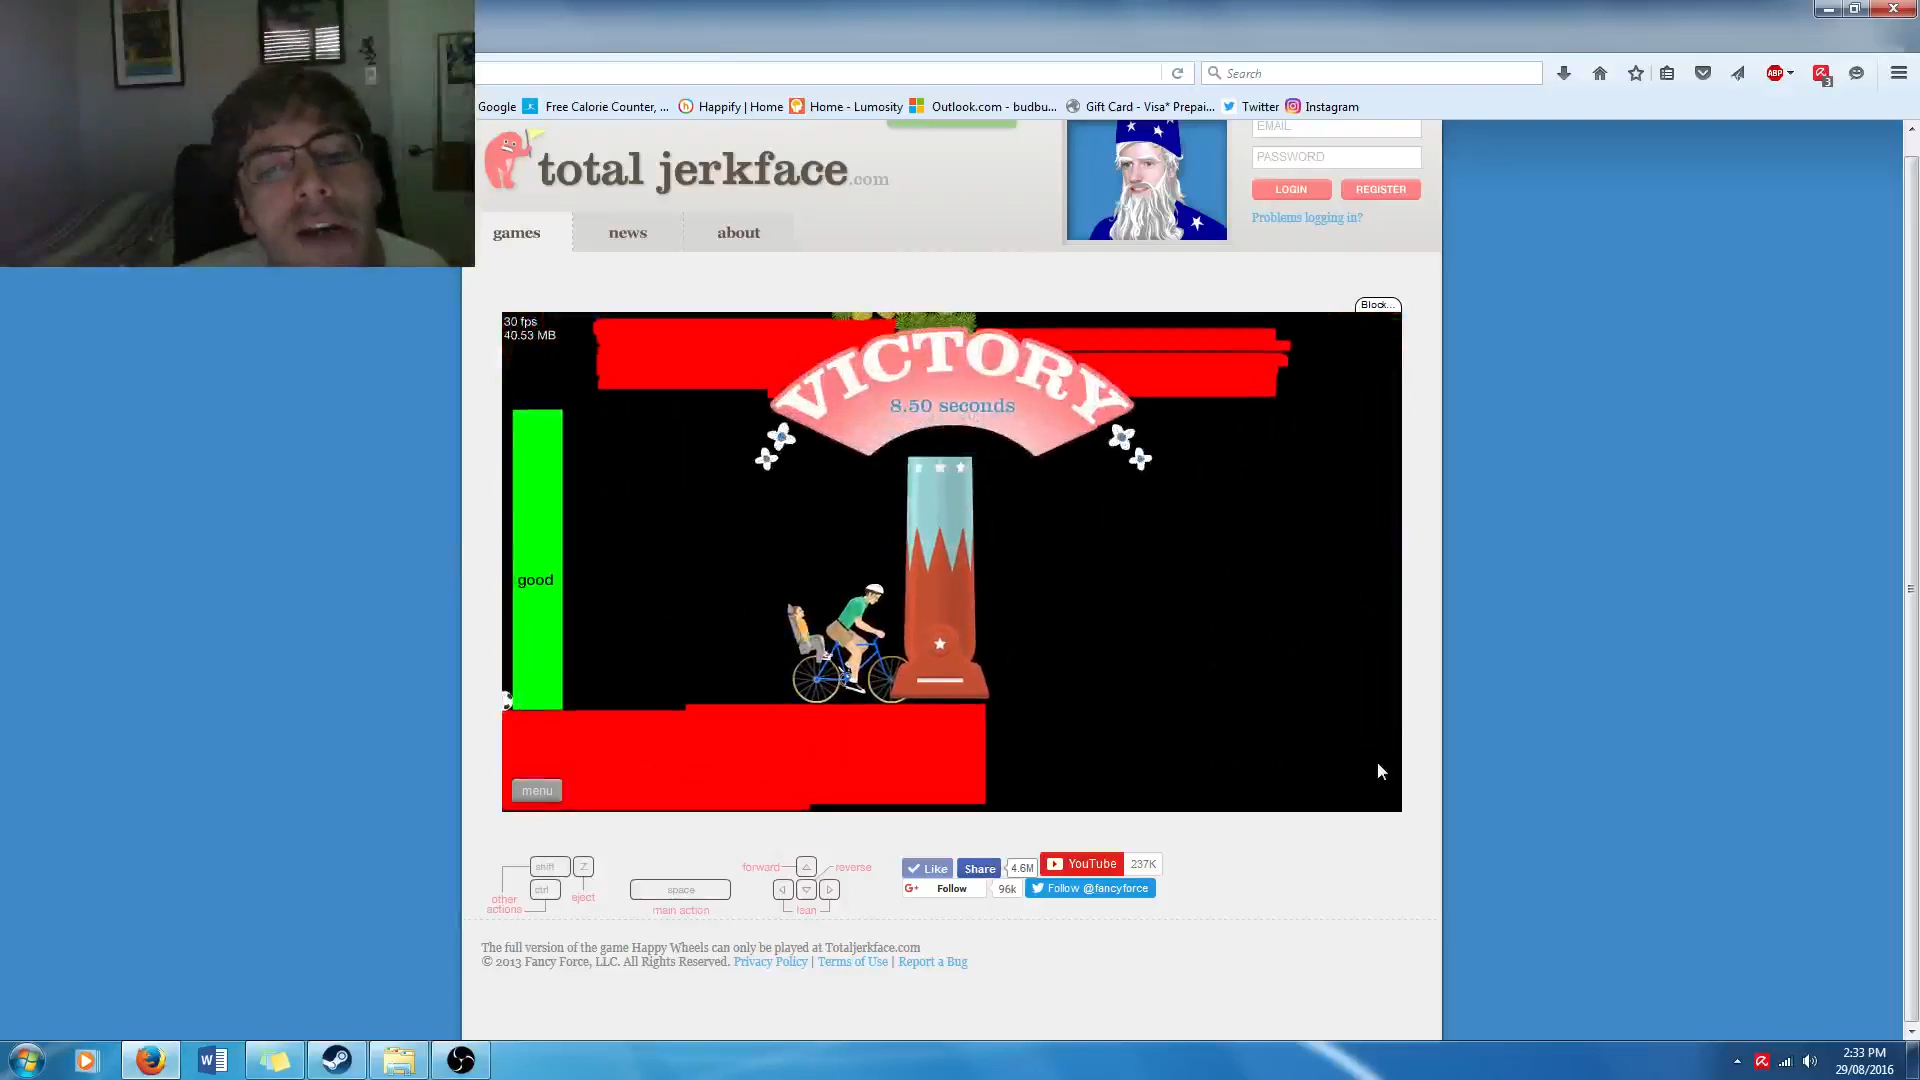 Search
ABP
3
Google
Free Calorie Counter, ...
Happify | Home
Home - Lumosity
Outlook.com - budbu...
Gift Card - Visa* Prepai...
Twitter
Instagram
total jerkface.com
EMAIL
PASSWORD
LOGIN
REGISTER
Problems logging in?
games
news
about
Block...
30 fps
40.53 MB
VICTORY
8.50 seconds
good
menu
shift
Z
ctrl
other
actions
eject
space
main action
forward
reverse
lean
Like
Share
4.6M
YouTube
237K
G+
Follow
96k
Follow @fancyforce
The full version of the game Happy Wheels can only be played at Totaljerkface.com
© 2013 Fancy Force, LLC. All Rights Reserved. Privacy Policy | Terms of Use | Report a Bug
2:33 PM
29/08/2016